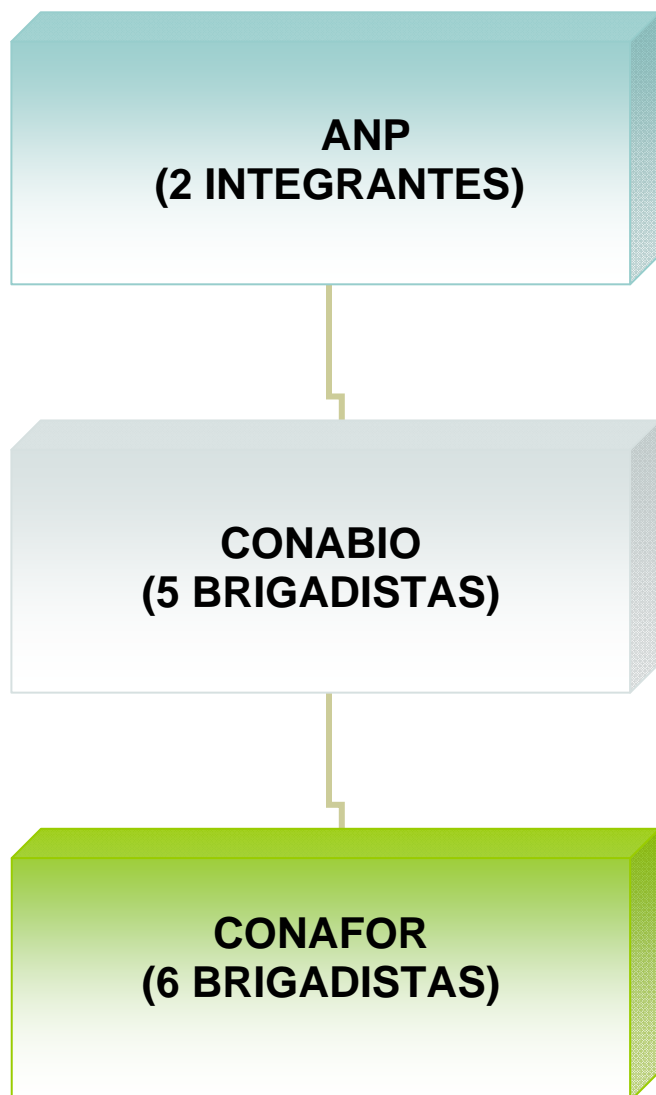 ANP
(2 INTEGRANTES)
CONABIO
(5 BRIGADISTAS)
CONAFOR
(6 BRIGADISTAS)